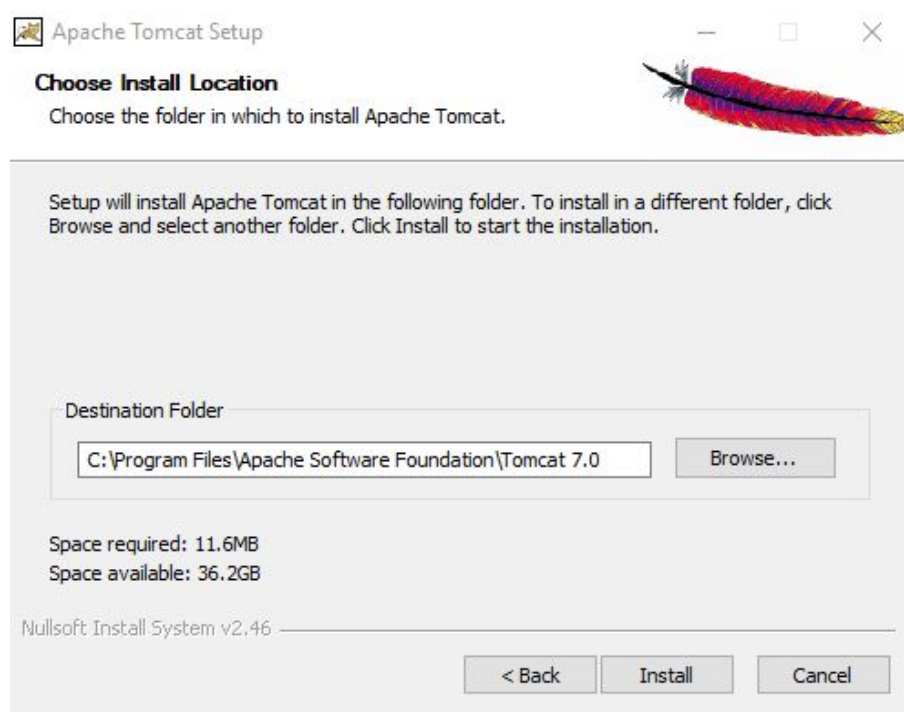 Apache Tomcat Setup
Choose Install Location
Choose the folder in which to install Apache Tomcat.
Setup will install Apache Tomcat in the following folder. To install in a different folder, click
Browse and select another folder. Click Install to start the installation.
Destination Folder
C:\Program Files\Apache Software Foundation\Tomcat 7.0
Browse...
Space required: 11.6MB
Space available: 36.2GB
Nullsoft Install System v2.46
< Back Install Cancel